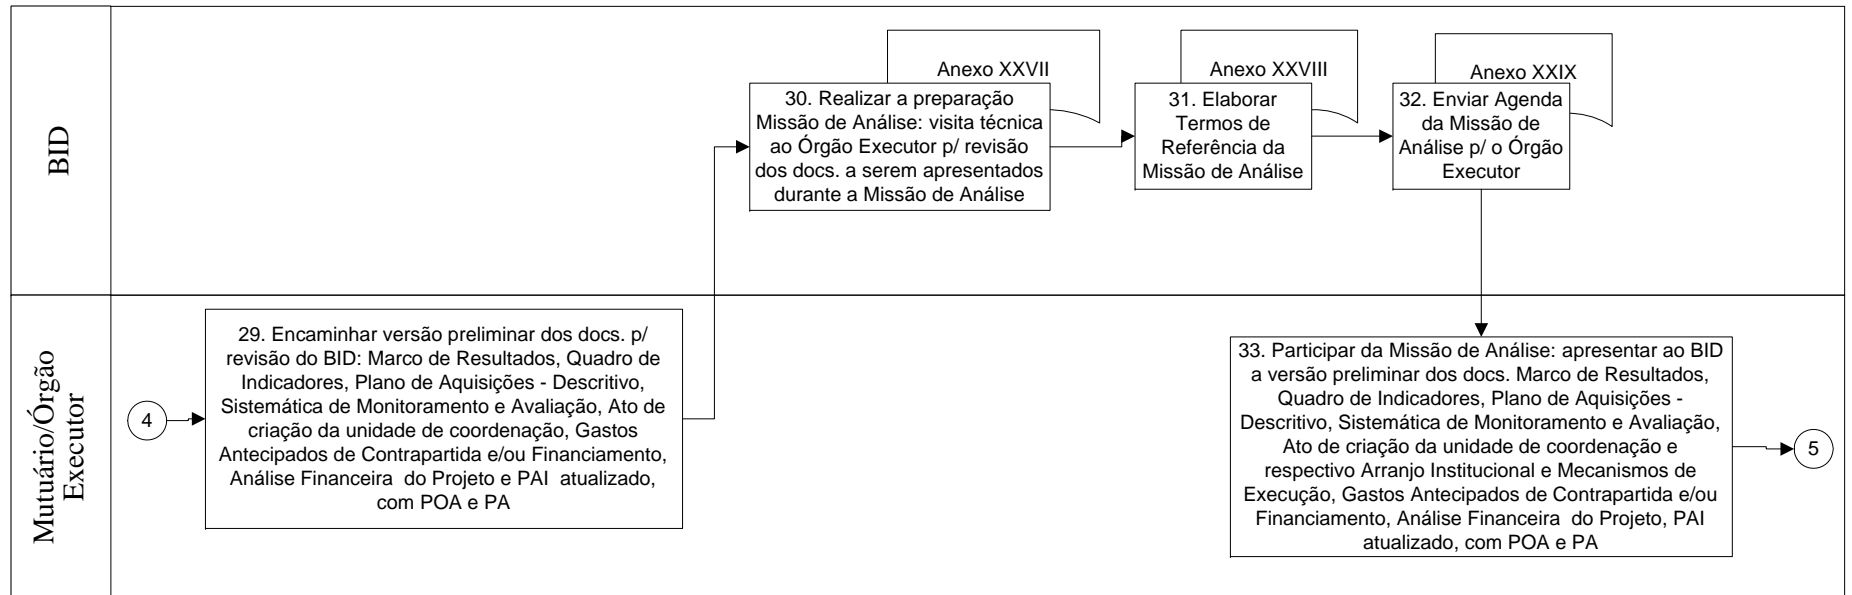 BID
Anexo XXVII
30. Realizar a preparação
Missão de Análise: visita técnica
ao Órgão Executor p/ revisão
dos docs. a serem apresentados
durante a Missão de Análise
Anexo XXVIII
31. Elaborar
Termos de
Referência da
Missão de Análise
Anexo XXIX
32. Enviar Agenda
da Missão de
Análise p/ o Órgão
Executor
Mutuário/Órgão
Executor
4
29. Encaminhar versão preliminar dos docs. p/
revisão do BID: Marco de Resultados, Quadro de
Indicadores, Plano de Aquisições - Descritivo,
Sistemática de Monitoramento e Avaliação, Ato de
criação da unidade de coordenação, Gastos
Antecipados de Contrapartida e/ou Financiamento,
Análise Financeira do Projeto e PAI atualizado,
com POA e PA
33. Participar da Missão de Análise: apresentar ao BID
a versão preliminar dos docs. Marco de Resultados,
Quadro de Indicadores, Plano de Aquisições -
Descritivo, Sistemática de Monitoramento e Avaliação,
Ato de criação da unidade de coordenação e
respectivo Arranjo Institucional e Mecanismos de
Execução, Gastos Antecipados de Contrapartida e/ou
Financiamento, Análise Financeira do Projeto, PAI
atualizado, com POA e PA
5